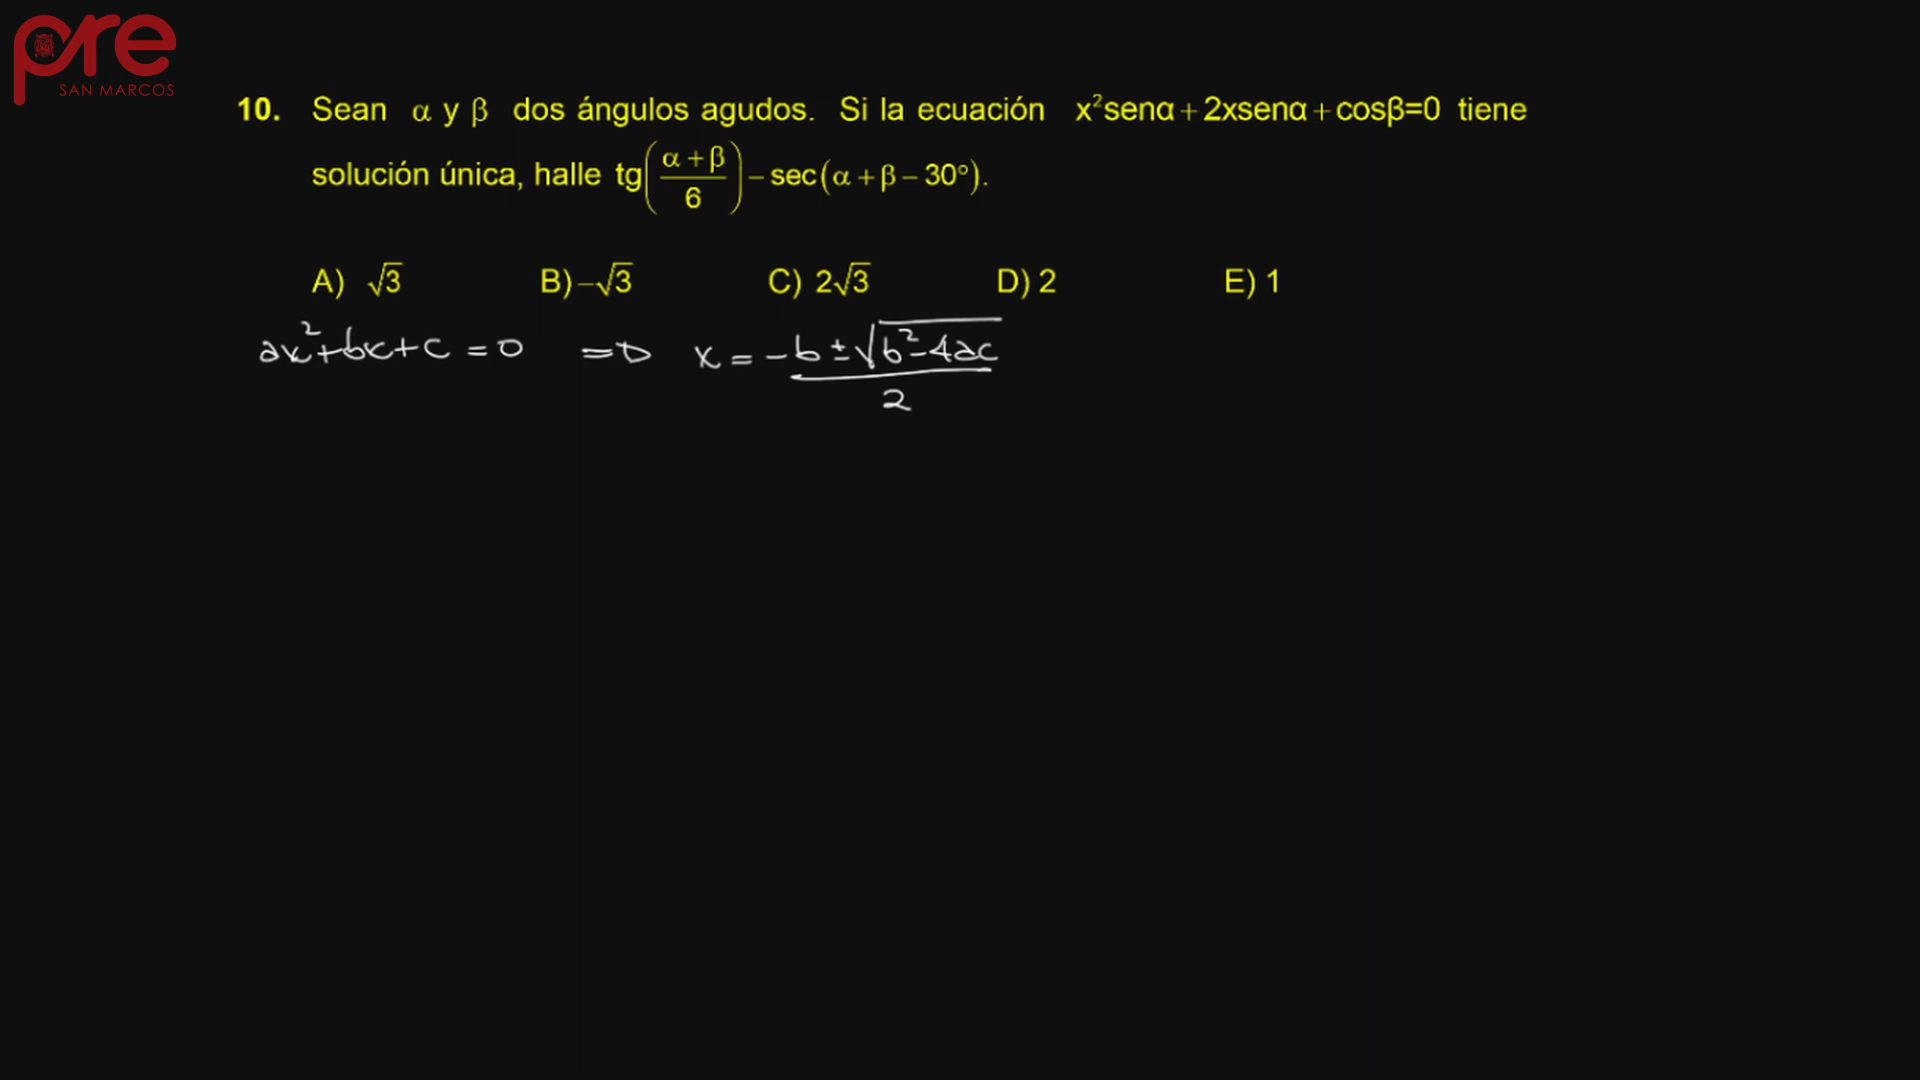 pre
SAN MARCOS
10. Sean α y β dos ángulos agudos. Si la ecuación x²senα + 2xsenα + cosβ=0 tiene
solución única, halle tg((α + β)/6) − sec(α + β − 30°).
A) √3 B) −√3 C) 2√3 D) 2 E) 1
ax² + bx + c = 0 ⇒ x = −b ± √(b² − 4ac) / 2